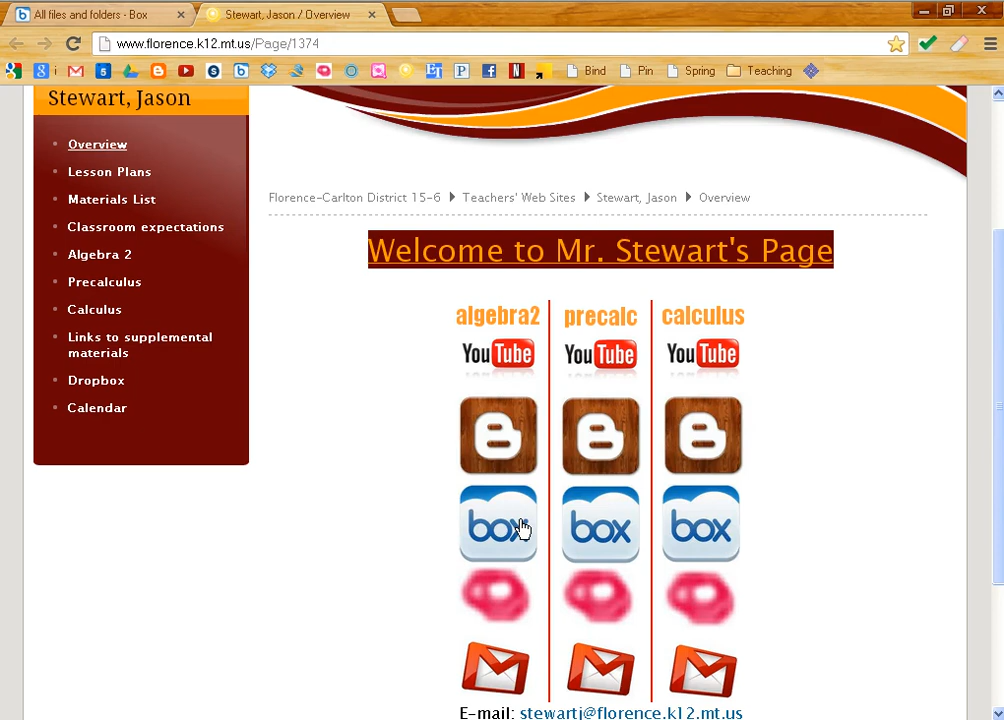 All files and folders - Box
Stewart, Jason / Overview
www.florence.k12.mt.us/Page/1374
Bind Pin Spring Teaching
Stewart, Jason
Overview
Lesson Plans
Materials List
Classroom expectations
Algebra 2
Precalculus
Calculus
Links to supplemental
materials
Dropbox
Calendar
Florence-Carlton District 15-6 Teachers' Web Sites Stewart, Jason Overview
Welcome to Mr. Stewart's Page
algebra2 precalc calculus
YouTube YouTube YouTube
box box box
E-mail: stewartj@florence.k12.mt.us